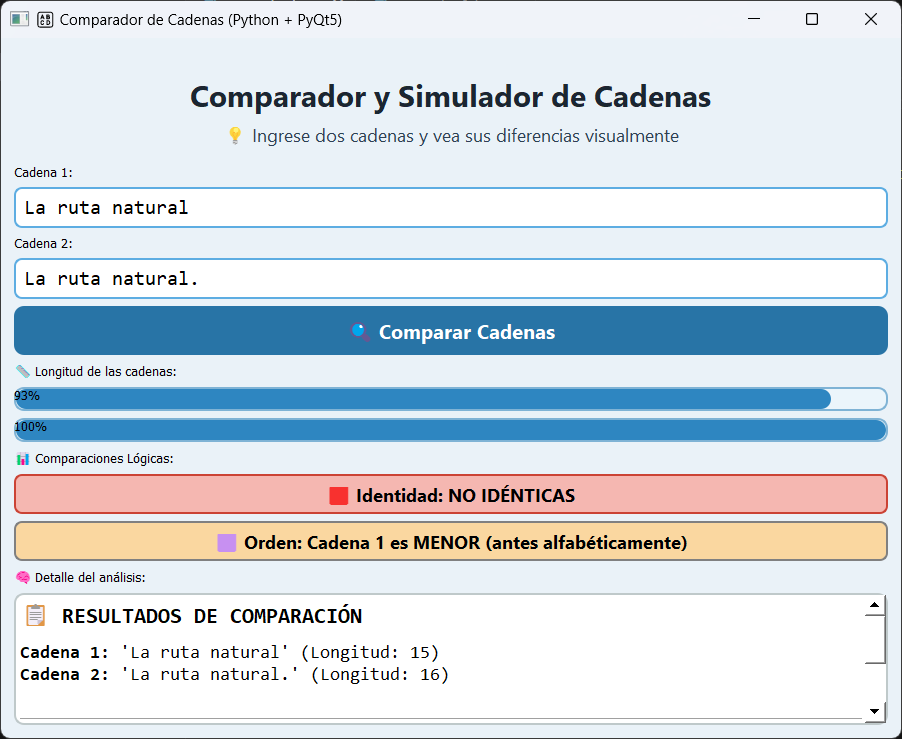 Comparador de Cadenas (Python + PyQt5)
Comparador y Simulador de Cadenas
💡 Ingrese dos cadenas y vea sus diferencias visualmente
Cadena 1:
La ruta natural
Cadena 2:
La ruta natural.
🔍 Comparar Cadenas
📏 Longitud de las cadenas:
93%
100%
📊 Comparaciones Lógicas:
🟥 Identidad: NO IDÉNTICAS
🟪 Orden: Cadena 1 es MENOR (antes alfabéticamente)
🧠 Detalle del análisis:
📋 RESULTADOS DE COMPARACIÓN
Cadena 1: 'La ruta natural' (Longitud: 15)
Cadena 2: 'La ruta natural.' (Longitud: 16)